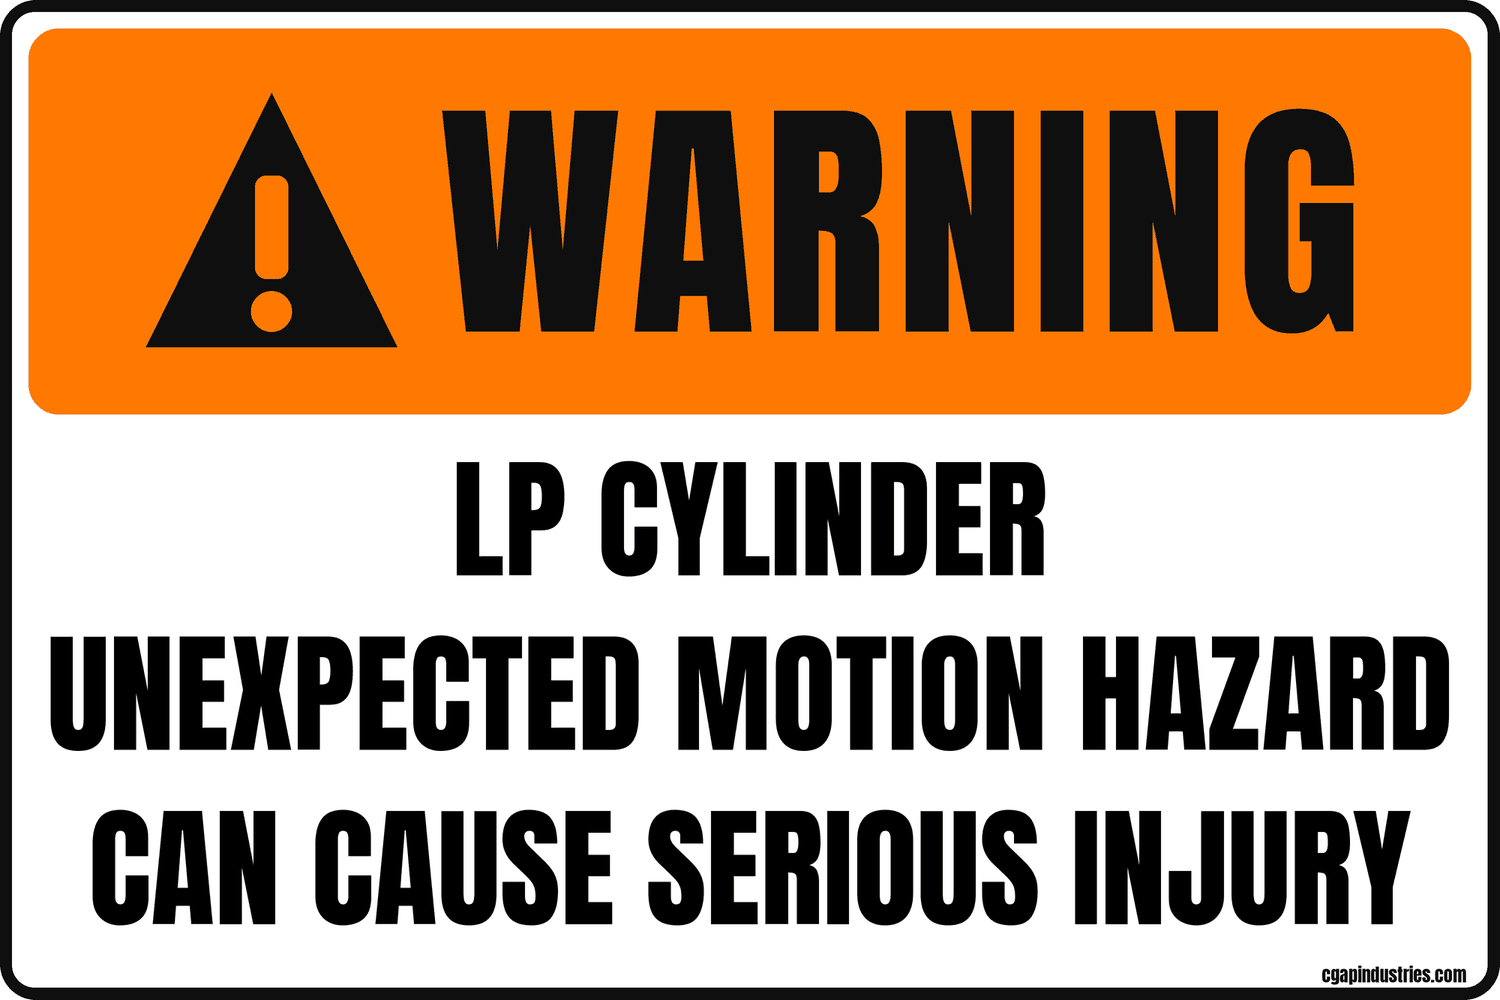 WARNING
LP CYLINDER
UNEXPECTED MOTION HAZARD
CAN CAUSE SERIOUS INJURY
cgapindustries.com